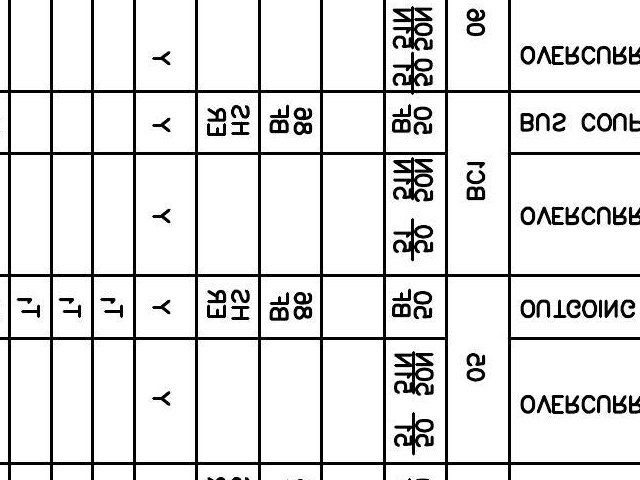 Y
50 50N
51 51N
05
OVERCURR
Y
HS
ER
86
BF
50
BF
OUTGOING
Y
50 50N
51 51N
BC1
OVERCURR
Y
HS
ER
86
BF
50
BF
BUS COUP
Y
50 50N
51 51N
06
OVERCURR